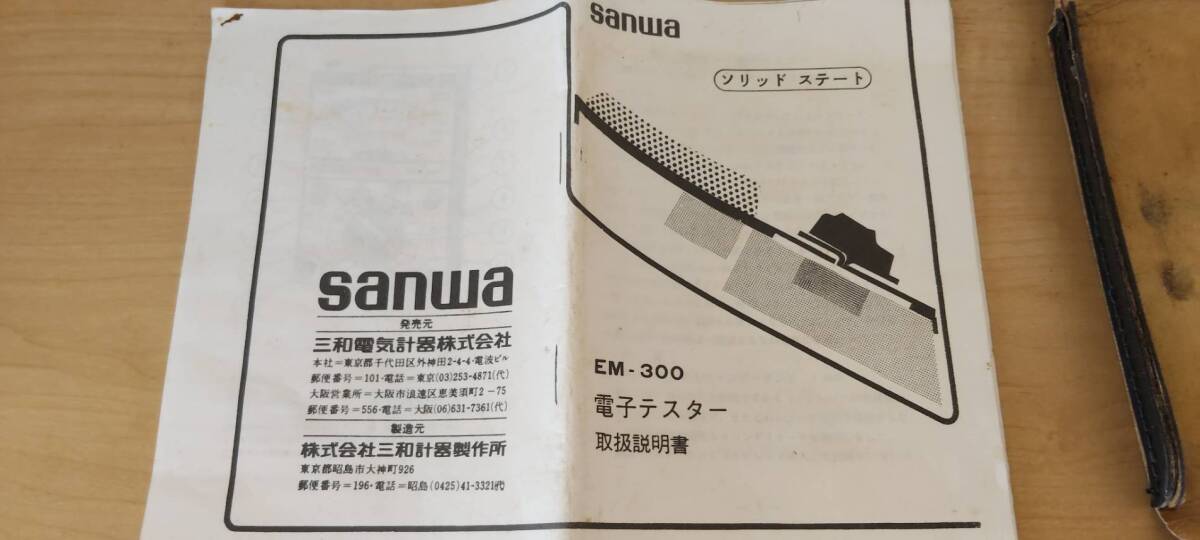 sanwa
発売元
三和電気計器株式会社
本社＝東京都千代田区外神田2-4-4・電波ビル
郵便番号＝101・電話＝東京(03)253-4871(代)
大阪営業所＝大阪市浪速区恵美須町2－75
郵便番号＝556・電話＝大阪(06)631-7361(代)
製造元
株式会社三和計器製作所
東京都昭島市大神町926
郵便番号＝196・電話＝昭島(0425)41-3321代
sanwa
ソリッド ステート
EM-300
電子テスター
取扱説明書